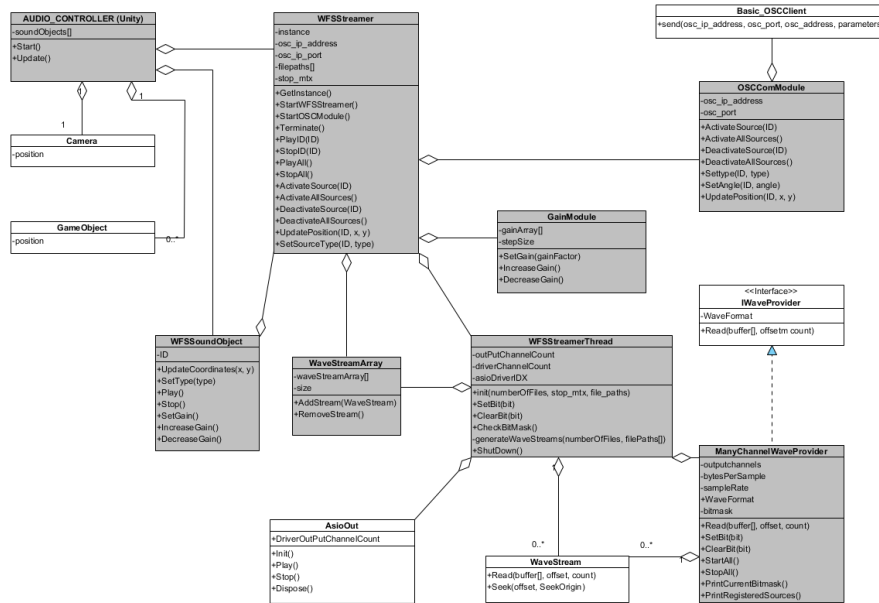 AUDIO_CONTROLLER (Unity)
-soundObjects[]
+Start()
+Update()
WFSStreamer
-instance
-osc_ip_address
-osc_ip_port
-filepaths[]
-stop_mtx
+GetInstance()
+StartWFSStreamer()
+StartOSCModule()
+Terminate()
+PlayID(ID)
+StopID(ID)
+PlayAll()
+StopAll()
+ActivateSource(ID)
+ActivateAllSources()
+DeactivateSource(ID)
+DeactivateAllSources()
+UpdatePosition(ID, x, y)
+SetSourceType(ID, type)
Basic_OSCClient
+send(osc_ip_address, osc_port, osc_address, parameters
OSCComModule
-osc_ip_address
-osc_port
+ActivateSource(ID)
+ActivateAllSources()
+DeactivateSource(ID)
+DeactivateAllSources()
+Settype(ID, type)
+SetAngle(ID, angle)
+UpdatePosition(ID, x, y)
1
1
1
Camera
-position
GameObject
-position
0..*
GainModule
-gainArray[]
-stepSize
+SetGain(gainFactor)
+IncreaseGain()
+DecreaseGain()
<<Interface>>
IWaveProvider
-WaveFormat
+Read(buffer[], offsetm count)
WFSSoundObject
-ID
+UpdateCoordinates(x, y)
+SetType(type)
+Play()
+Stop()
+SetGain()
+IncreaseGain()
+DecreaseGain()
WaveStreamArray
-waveStreamArray[]
-size
+AddStream(WaveStream)
+RemoveStream()
WFSStreamerThread
-outPutChannelCount
-driverChannelCount
-asioDriverIDX
+init(numberOfFiles, stop_mtx, file_paths)
+SetBit(bit)
+ClearBit(bit)
+CheckBitMask()
-generateWaveStreams(numberOfFiles, filePaths[])
+ShutDown()
ManyChannelWaveProvider
-outputchannels
-bytesPerSample
-sampleRate
+WaveFormat
-bitmask
+Read(buffer[], offset, count)
+SetBit(bit)
+ClearBit(bit)
+StartAll()
+StopAll()
+PrintCurrentBitmask()
+PrintRegisteredSources()
AsioOut
+DriverOutPutChannelCount
+Init()
+Play()
+Stop()
+Dispose()
1
0..*
0..*
1
WaveStream
+Read(buffer[], offset, count)
+Seek(offset, SeekOrigin)